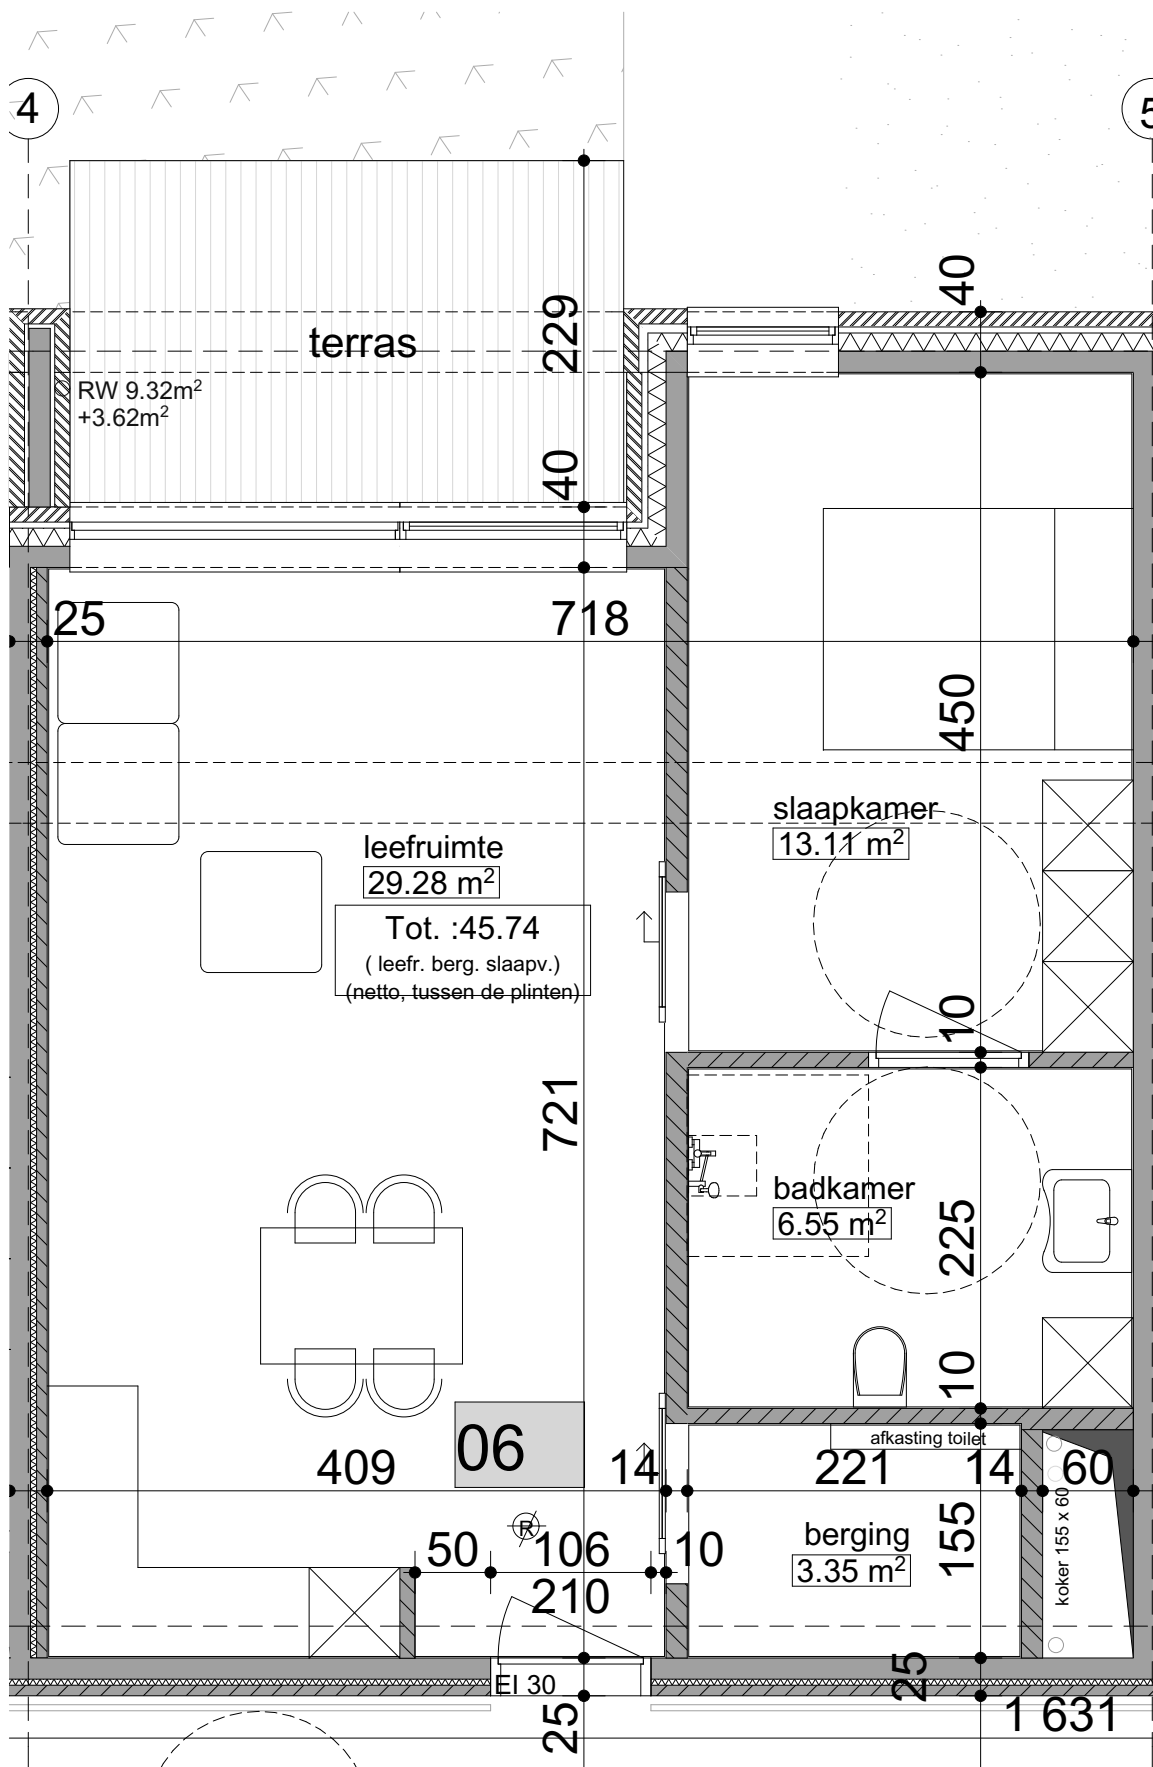 4
5
40
229
terras
RW 9.32m²
+3.62m²
40
25
718
450
slaapkamer
13.11 m²
leefruimte
29.28 m²
Tot. :45.74
( leefr. berg. slaapv.)
(netto, tussen de plinten)
10
721
badkamer
6.55 m²
225
10
06
afkasting toilet
409
14
221
14
60
R
50
106
10
210
berging
3.35 m²
155
koker 155 x 60
EI 30
25
25
1 631